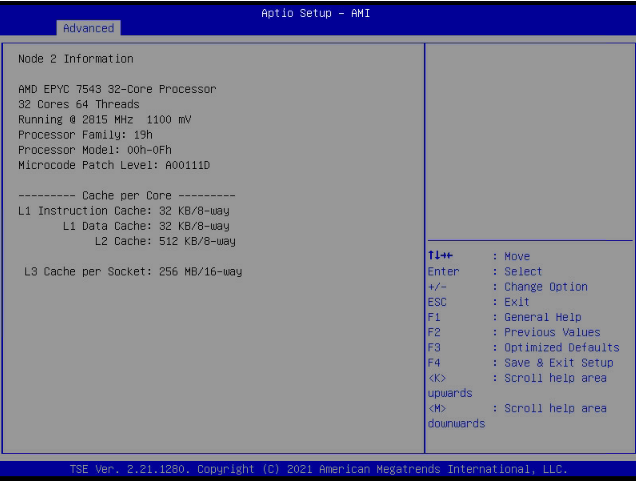 Aptio Setup - AMI
Advanced
Node 2 Information
AMD EPYC 7543 32-Core Processor
32 Cores 64 Threads
Running @ 2815 MHz  1100 mV
Processor Family: 19h
Processor Model: 00h-0Fh
Microcode Patch Level: A00111D
--------- Cache per Core ---------
L1 Instruction Cache: 32 KB/8-way
L1 Data Cache: 32 KB/8-way
L2 Cache: 512 KB/8-way
L3 Cache per Socket: 256 MB/16-way
↑↓→← : Move
Enter : Select
+/- : Change Option
ESC : Exit
F1 : General Help
F2 : Previous Values
F3 : Optimized Defaults
F4 : Save & Exit Setup
<K> : Scroll help area
upwards
<M> : Scroll help area
downwards
TSE Ver. 2.21.1280. Copyright (C) 2021 American Megatrends International, LLC.